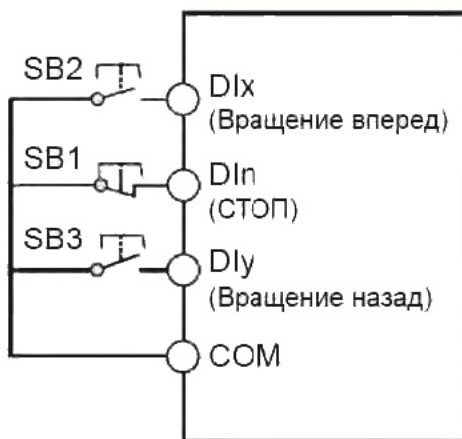 SB2
DIx
(Вращение вперед)
SB1
DIn
(СТОП)
SB3
DIy
(Вращение назад)
COM